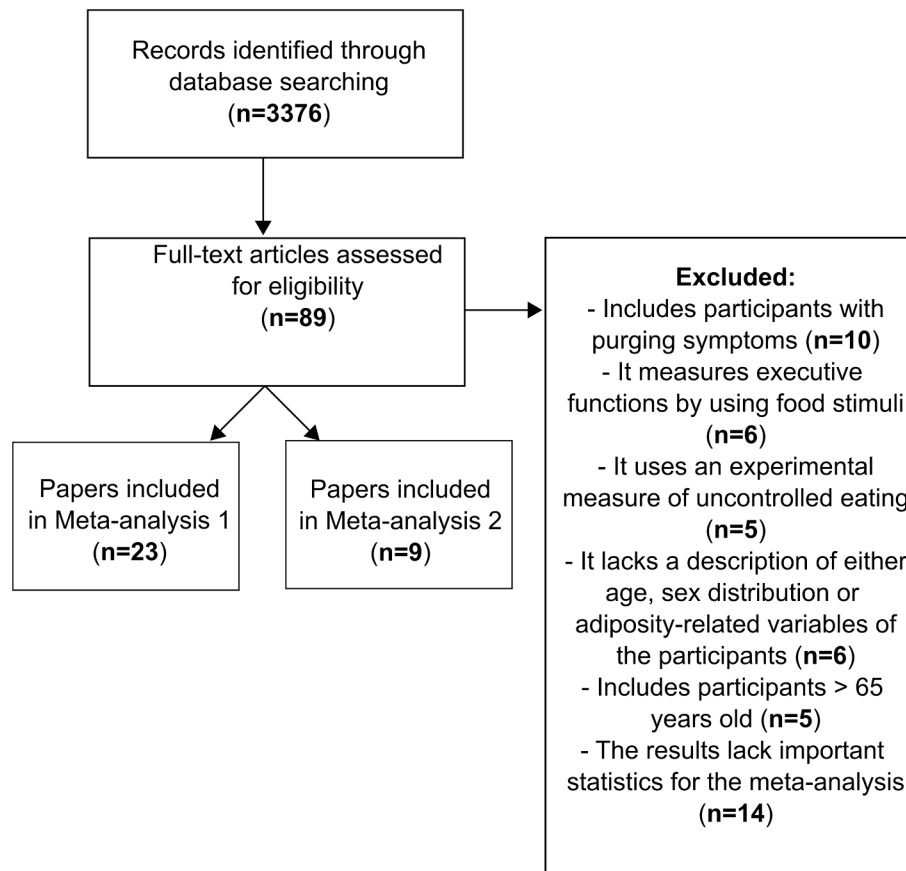 Records identified through
database searching
(n=3376)
Full-text articles assessed
for eligibility
(n=89)
Papers included
in Meta-analysis 1
(n=23)
Papers included
in Meta-analysis 2
(n=9)
Excluded:
- Includes participants with
purging symptoms (n=10)
- It measures executive
functions by using food stimuli
(n=6)
- It uses an experimental
measure of uncontrolled eating
(n=5)
- It lacks a description of either
age, sex distribution or
adiposity-related variables of
the participants (n=6)
- Includes participants > 65
years old (n=5)
- The results lack important
statistics for the meta-analysis
(n=14)